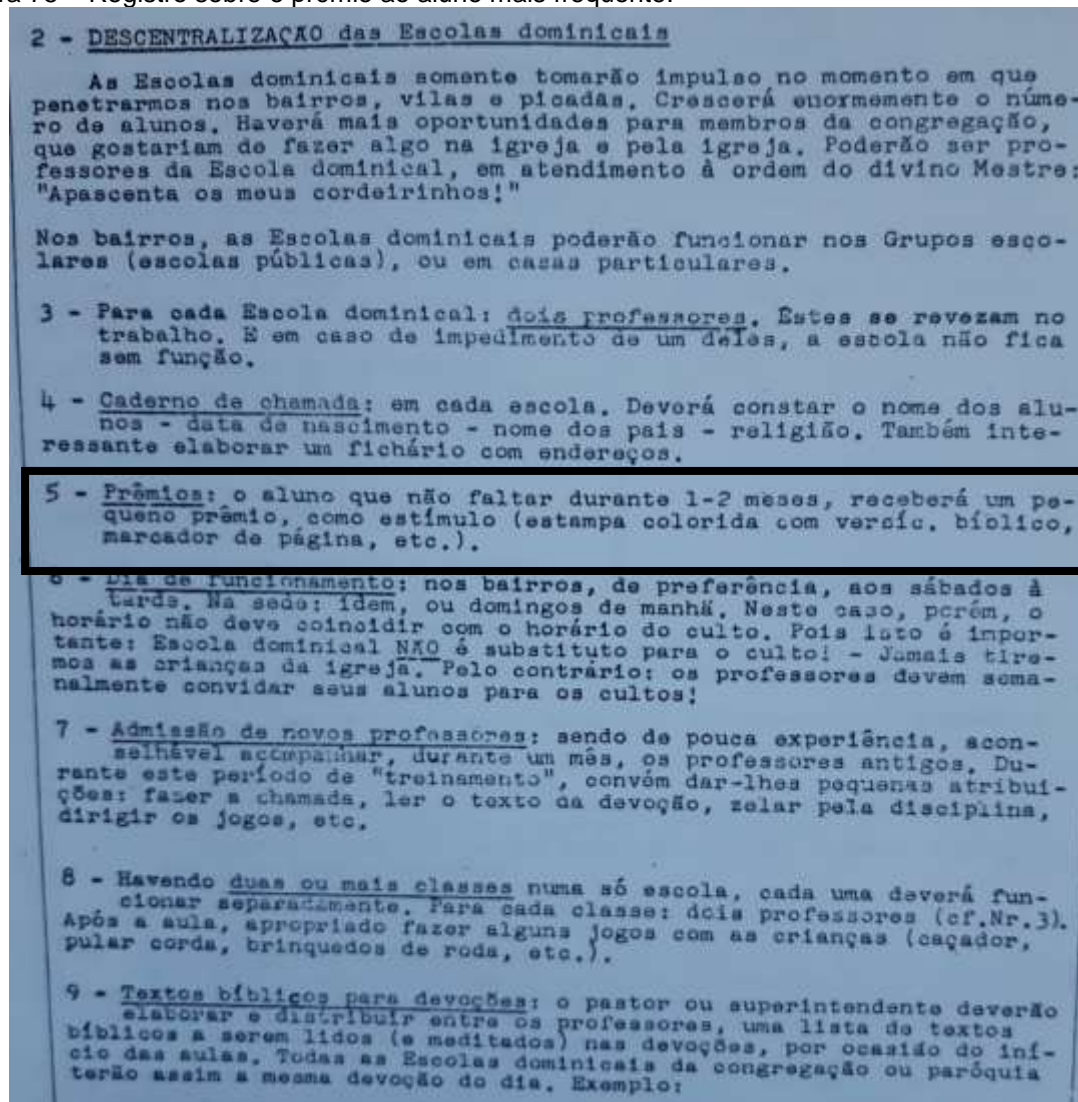 ra 78 – Registro sobre o prêmio ao aluno mais frequente.
2 - DESCENTRALIZAÇÃO das Escolas dominicais
As Escolas dominicais somente tomarão impulso no momento em que
penetrarmos nos bairros, vilas e picadas. Crescerá enormemente o núme-
ro de alunos. Haverá mais oportunidades para membros da congregação,
que gostariam de fazer algo na igreja e pela igreja. Poderão ser pro-
fessores da Escola dominical, em atendimento à ordem do divino Mestre:
"Apascenta os meus cordeirinhos!"
Nos bairros, as Escolas dominicais poderão funcionar nos Grupos esco-
lares (escolas públicas), ou em casas particulares.
3 - Para cada Escola dominical: dois professores. Estes se revezam no
trabalho. E em caso de impedimento de um deles, a escola não fica
sem função.
4 - Caderno de chamada: em cada escola. Deverá constar o nome dos alu-
nos - data de nascimento - nome dos pais - religião. Também inte-
ressante elaborar um fichário com endereços.
5 - Prêmios: o aluno que não faltar durante 1-2 meses, receberá um pe-
queno prêmio, como estímulo (estampa colorida com versíc. bíblico,
marcador de página, etc.).
6 - Dia de funcionamento: nos bairros, de preferência, aos sábados à
tarde. Na sede: idem, ou domingos de manhã. Neste caso, porém, o
horário não deve coincidir com o horário do culto. Pois isto é impor-
tante: Escola dominical NÃO é substituto para o culto! - Jamais tire-
mos as crianças da igreja. Pelo contrário: os professores devem sema-
nalmente convidar seus alunos para os cultos!
7 - Admissão de novos professores: sendo de pouca experiência, acon-
selhável acompanhar, durante um mês, os professores antigos. Du-
rante este período de "treinamento", convém dar-lhes pequenas atribui-
ções: fazer a chamada, ler o texto da devoção, zelar pela disciplina,
dirigir os jogos, etc.
8 - Havendo duas ou mais classes numa só escola, cada uma deverá fun-
cionar separadamente. Para cada classe: dois professores (cf.Nr.3).
Após a aula, apropriado fazer alguns jogos com as crianças (caçador,
pular corda, brinquedos de roda, etc.).
9 - Textos bíblicos para devoções: o pastor ou superintendente deverão
elaborar e distribuir entre os professores, uma lista de textos
bíblicos a serem lidos (e meditados) nas devoções, por ocasião do iní-
cio das aulas. Todas as Escolas dominicais da congregação ou paróquia
terão assim a mesma devoção do dia. Exemplo: